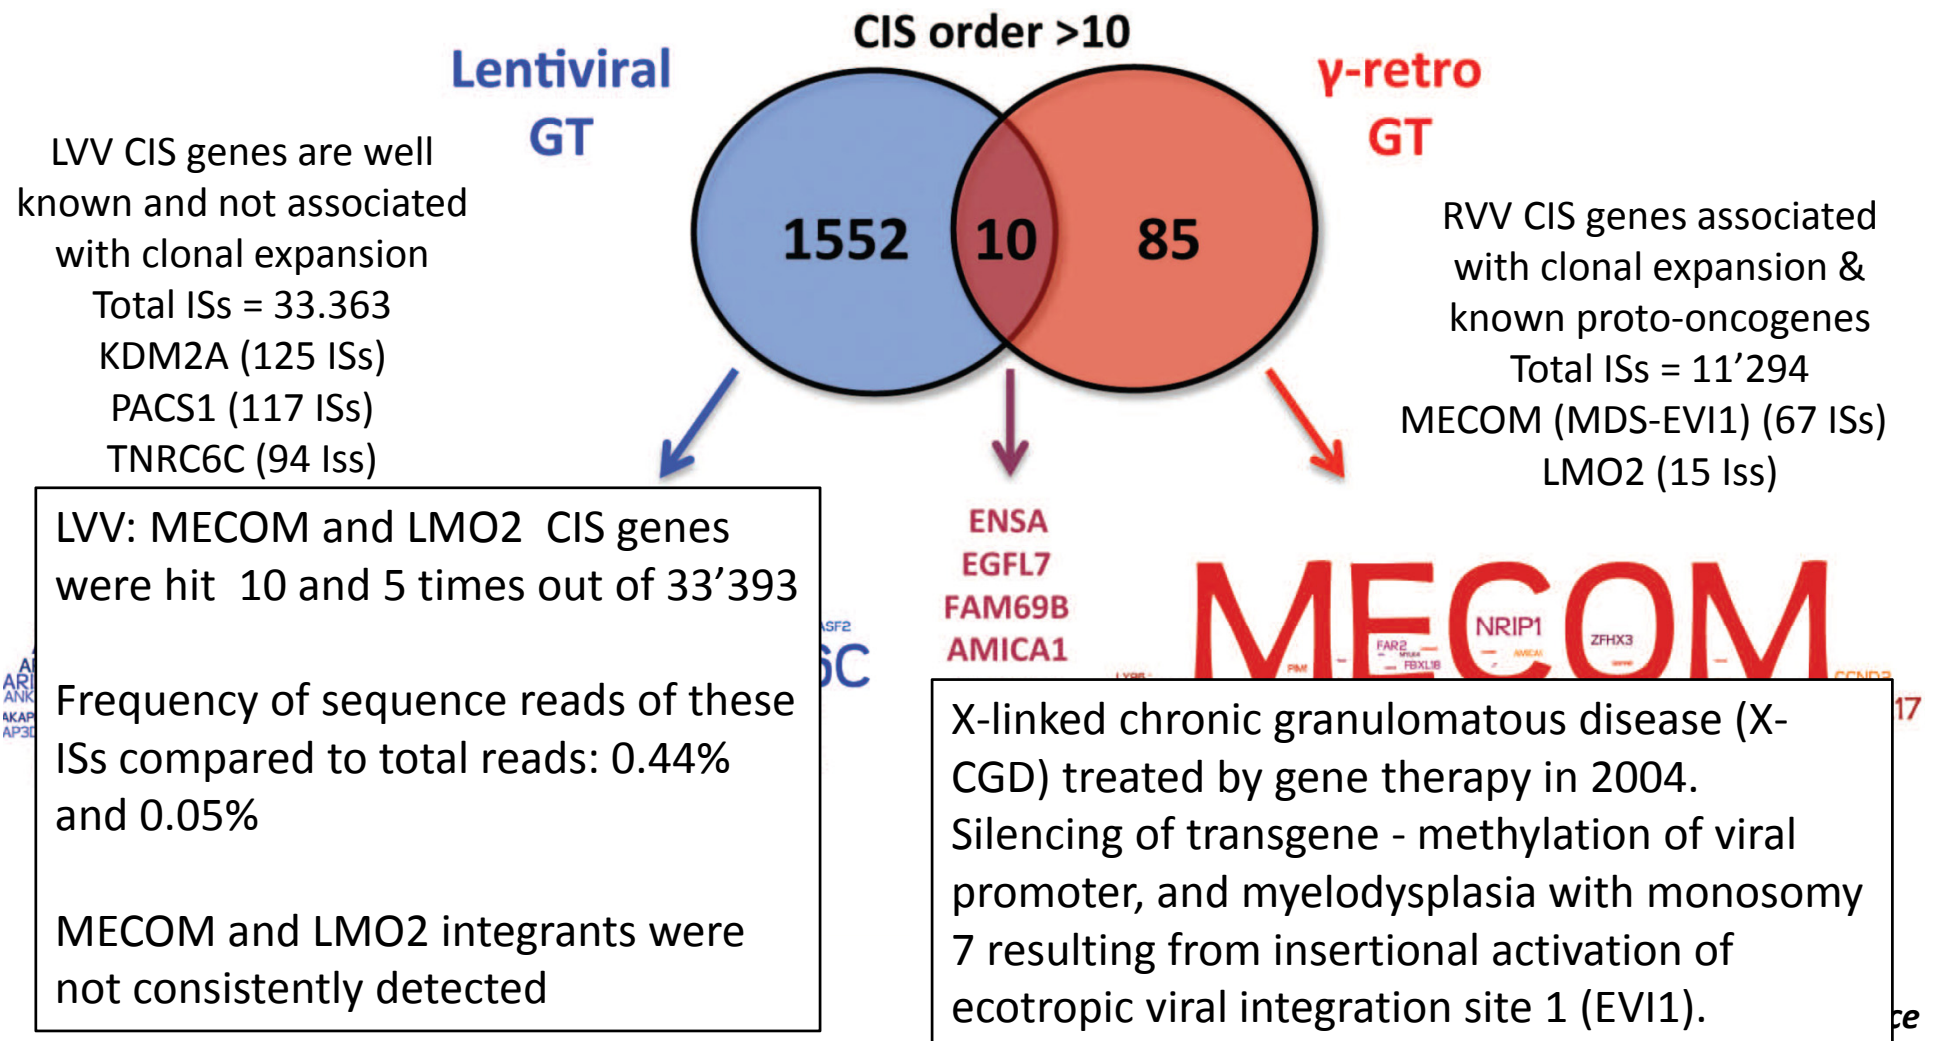 CIS order >10
Lentiviral
GT
γ-retro
GT
LVV CIS genes are well
known and not associated
with clonal expansion
Total ISs = 33.363
KDM2A (125 ISs)
PACS1 (117 ISs)
TNRC6C (94 Iss)
1552
10
85
RVV CIS genes associated
with clonal expansion &
known proto-oncogenes
Total ISs = 11’294
MECOM (MDS-EVI1) (67 ISs)
LMO2 (15 Iss)
LVV: MECOM and LMO2 CIS genes
were hit 10 and 5 times out of 33’393
Frequency of sequence reads of these
ISs compared to total reads: 0.44%
and 0.05%
MECOM and LMO2 integrants were
not consistently detected
ENSA
EGFL7
FAM69B
AMICA1
MECOM
NRIP1
ZFHX3
FAR2
FBXL18
AMICA1
PIM1
17
X-linked chronic granulomatous disease (X-
CGD) treated by gene therapy in 2004.
Silencing of transgene - methylation of viral
promoter, and myelodysplasia with monosomy
7 resulting from insertional activation of
ecotropic viral integration site 1 (EVI1).